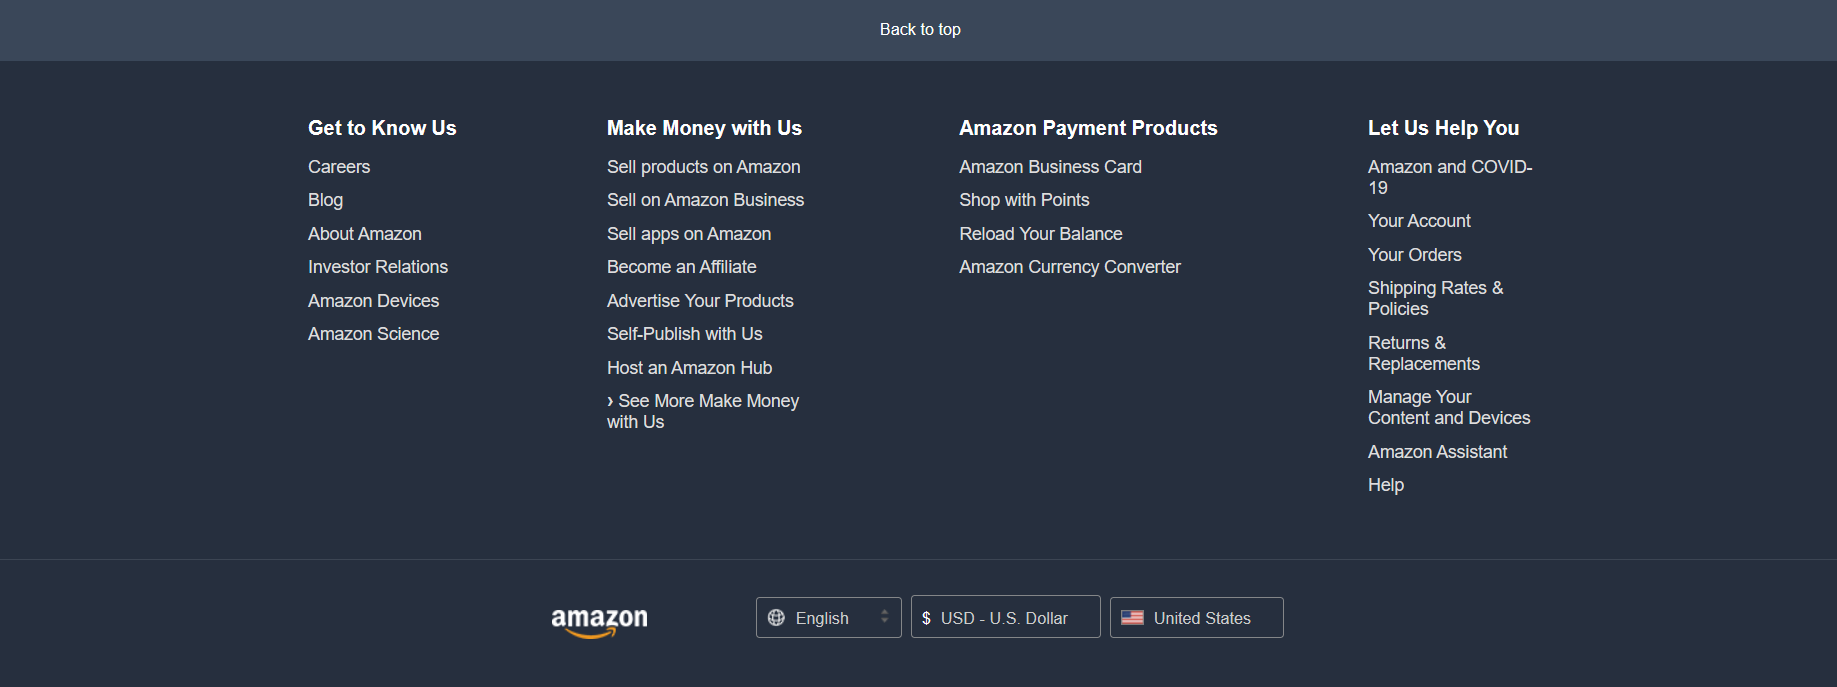 Back to top
Get to Know Us
Careers
Blog
About Amazon
Investor Relations
Amazon Devices
Amazon Science
Make Money with Us
Sell products on Amazon
Sell on Amazon Business
Sell apps on Amazon
Become an Affiliate
Advertise Your Products
Self-Publish with Us
Host an Amazon Hub
› See More Make Money
with Us
Amazon Payment Products
Amazon Business Card
Shop with Points
Reload Your Balance
Amazon Currency Converter
Let Us Help You
Amazon and COVID-
19
Your Account
Your Orders
Shipping Rates &
Policies
Returns &
Replacements
Manage Your
Content and Devices
Amazon Assistant
Help
amazon
English
$ USD - U.S. Dollar
United States